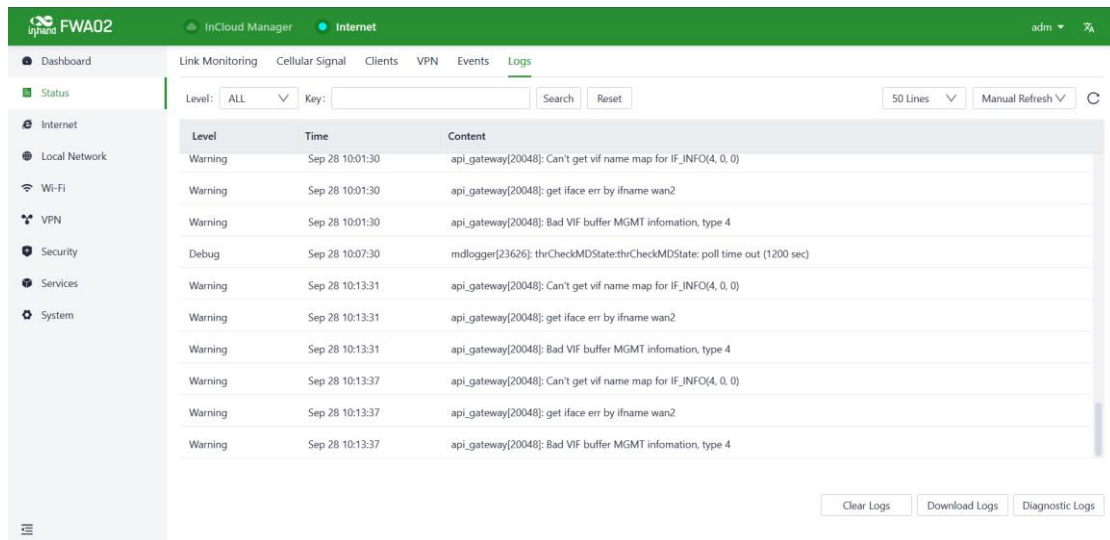 inhand FWA02 InCloud Manager Internet adm
Dashboard Link Monitoring Cellular Signal Clients VPN Events Logs
Status Level: ALL Key: Search Reset 50 Lines Manual Refresh
Internet
Level Time Content
Local Network Warning Sep 28 10:01:30 api_gateway[20048]: Can't get vif name map for IF_INFO(4, 0, 0)
Wi-Fi Warning Sep 28 10:01:30 api_gateway[20048]: get iface err by ifname wan2
VPN Warning Sep 28 10:01:30 api_gateway[20048]: Bad VIF buffer MGMT infomation, type 4
Security Debug Sep 28 10:07:30 mdlogger[23626]: thrCheckMDState:thrCheckMDState: poll time out (1200 sec)
Services Warning Sep 28 10:13:31 api_gateway[20048]: Can't get vif name map for IF_INFO(4, 0, 0)
System Warning Sep 28 10:13:31 api_gateway[20048]: get iface err by ifname wan2
Warning Sep 28 10:13:31 api_gateway[20048]: Bad VIF buffer MGMT infomation, type 4
Warning Sep 28 10:13:37 api_gateway[20048]: Can't get vif name map for IF_INFO(4, 0, 0)
Warning Sep 28 10:13:37 api_gateway[20048]: get iface err by ifname wan2
Warning Sep 28 10:13:37 api_gateway[20048]: Bad VIF buffer MGMT infomation, type 4
Clear Logs Download Logs Diagnostic Logs